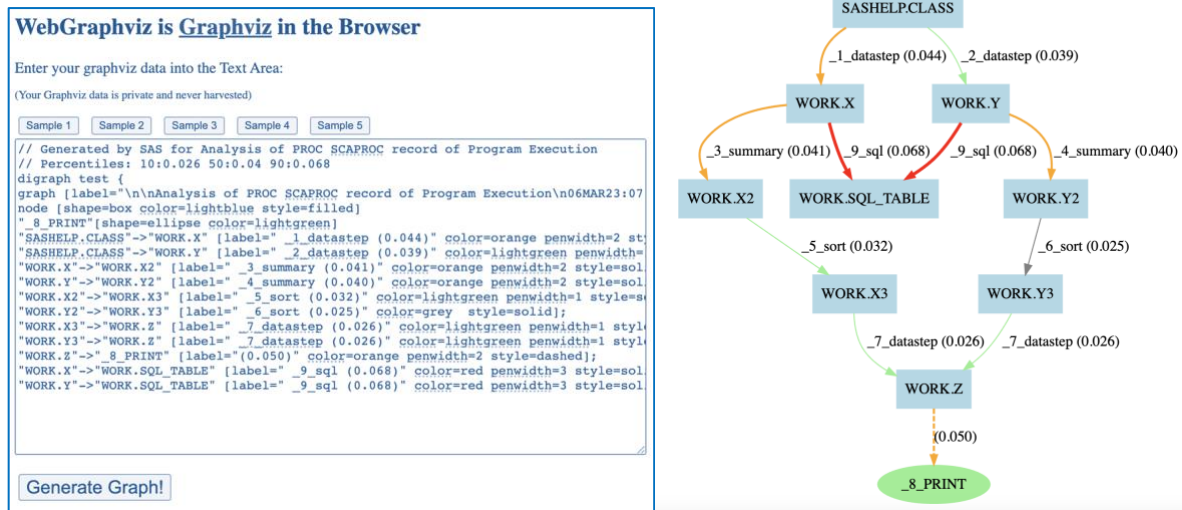 WebGraphviz is Graphviz in the Browser
Enter your graphviz data into the Text Area:
(Your Graphviz data is private and never harvested)
Sample 1 Sample 2 Sample 3 Sample 4 Sample 5
// Generated by SAS for Analysis of PROC SCAPROC record of Program Execution
// Percentiles: 10:0.026 50:0.04 90:0.068
digraph test {
graph [label="\n\nAnalysis of PROC SCAPROC record of Program Execution\n06MAR23:07
node [shape=box color=lightblue style=filled]
"_8_PRINT"[shape=ellipse color=lightgreen]
"SASHELP.CLASS"->"WORK.X" [label=" _1_datastep (0.044)" color=orange penwidth=2 st
"SASHELP.CLASS"->"WORK.Y" [label=" _2_datastep (0.039)" color=lightgreen penwidth=
"WORK.X"->"WORK.X2" [label=" _3_summary (0.041)" color=orange penwidth=2 style=sol
"WORK.Y"->"WORK.Y2" [label=" _4_summary (0.040)" color=orange penwidth=2 style=sol
"WORK.X2"->"WORK.X3" [label=" _5_sort (0.032)" color=lightgreen penwidth=1 style=s
"WORK.Y2"->"WORK.Y3" [label=" _6_sort (0.025)" color=grey  style=solid];
"WORK.X3"->"WORK.Z" [label=" _7_datastep (0.026)" color=lightgreen penwidth=1 styl
"WORK.Y3"->"WORK.Z" [label=" _7_datastep (0.026)" color=lightgreen penwidth=1 styl
"WORK.Z"->"_8_PRINT" [label="(0.050)" color=orange penwidth=2 style=dashed];
"WORK.X"->"WORK.SQL_TABLE" [label=" _9_sql (0.068)" color=red penwidth=3 style=sol
"WORK.Y"->"WORK.SQL_TABLE" [label=" _9_sql (0.068)" color=red penwidth=3 style=sol
Generate Graph!
SASHELP.CLASS
_1_datastep (0.044) _2_datastep (0.039)
WORK.X WORK.Y
_3_summary (0.041) _9_sql (0.068) _9_sql (0.068) _4_summary (0.040)
WORK.X2 WORK.SQL_TABLE WORK.Y2
_5_sort (0.032) _6_sort (0.025)
WORK.X3 WORK.Y3
_7_datastep (0.026) _7_datastep (0.026)
WORK.Z
(0.050)
_8_PRINT